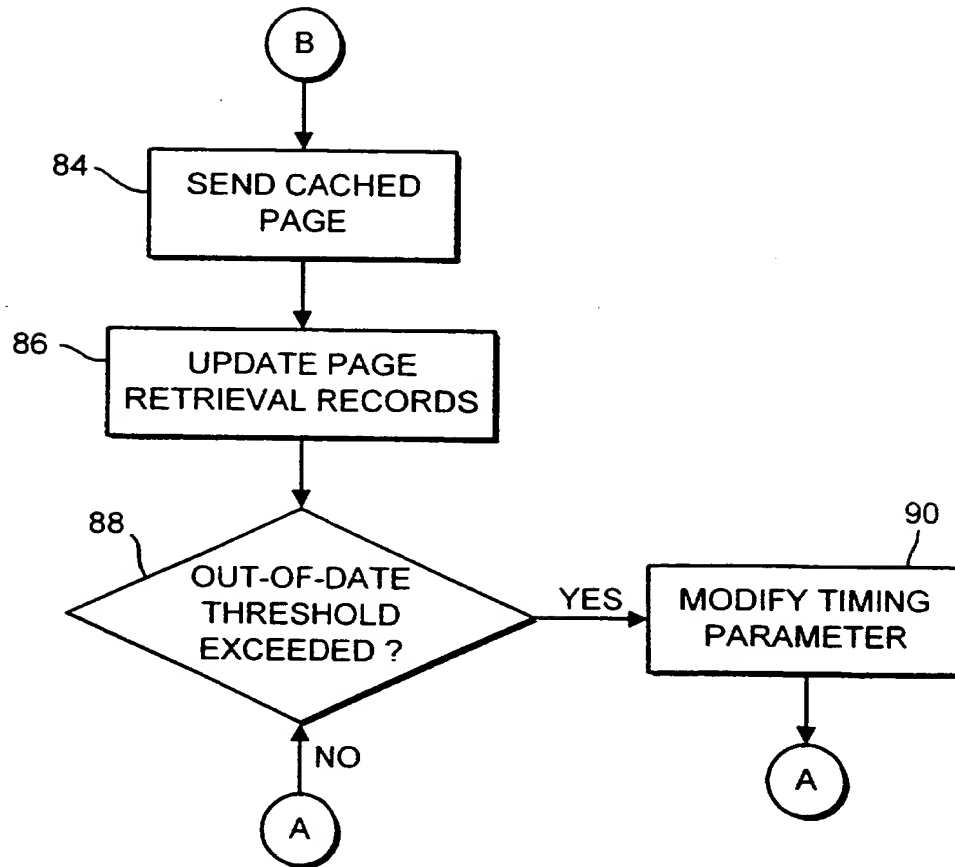 B
84
SEND CACHED
PAGE
86
UPDATE PAGE
RETRIEVAL RECORDS
88
OUT-OF-DATE
THRESHOLD
EXCEEDED ?
YES
90
MODIFY TIMING
PARAMETER
NO
A
A